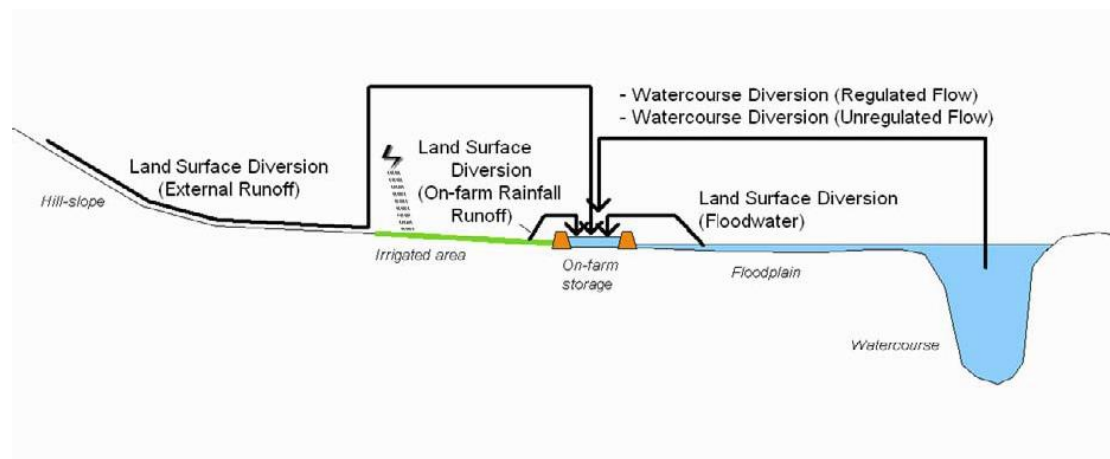 - Watercourse Diversion (Regulated Flow)
- Watercourse Diversion (Unregulated Flow)
Land Surface
Diversion
(On-farm Rainfall
Runoff)
Land Surface Diversion
(External Runoff)
Land Surface Diversion
(Floodwater)
Hill-slope
Irrigated area
On-farm
storage
Floodplain
Watercourse